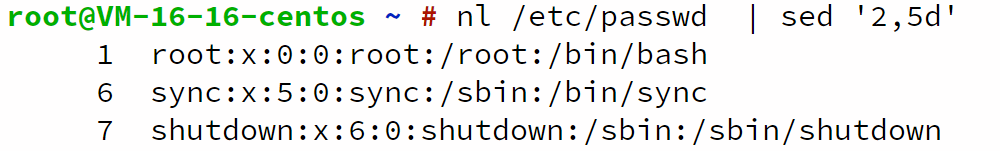 root@VM-16-16-centos ~ # nl /etc/passwd  | sed '2,5d'
     1  root:x:0:0:root:/root:/bin/bash
     6  sync:x:5:0:sync:/sbin:/bin/sync
     7  shutdown:x:6:0:shutdown:/sbin:/sbin/shutdown